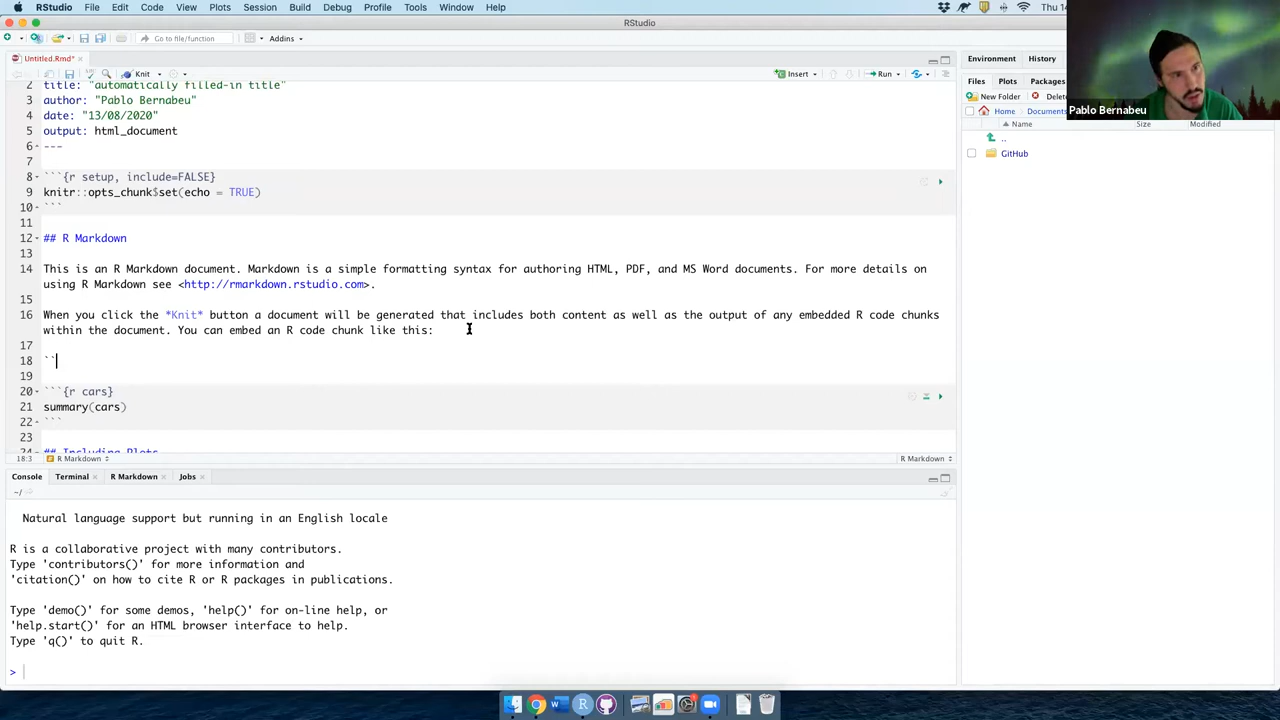 RStudio File Edit Code View Plots Session Build Debug Profile Tools Window Help Thu 14
RStudio
Go to file/function Addins
Untitled.Rmd*
Knit Insert Run
2 title: "automatically filled-in title"
3 author: "Pablo Bernabeu"
4 date: "13/08/2020"
5 output: html_document
6 ---
7
8 ```{r setup, include=FALSE}
9 knitr::opts_chunk$set(echo = TRUE)
10 ```
11
12 ## R Markdown
13
14 This is an R Markdown document. Markdown is a simple formatting syntax for authoring HTML, PDF, and MS Word documents. For more details on
using R Markdown see <http://rmarkdown.rstudio.com>.
15
16 When you click the *Knit* button a document will be generated that includes both content as well as the output of any embedded R code chunks
within the document. You can embed an R code chunk like this:
17
18 ``
19
20 ```{r cars}
21 summary(cars)
22 ```
23
24 ## Including Plots
18:3 R Markdown R Markdown
Console Terminal R Markdown Jobs
~/
Natural language support but running in an English locale
R is a collaborative project with many contributors.
Type 'contributors()' for more information and
'citation()' on how to cite R or R packages in publications.
Type 'demo()' for some demos, 'help()' for on-line help, or
'help.start()' for an HTML browser interface to help.
Type 'q()' to quit R.
>
Environment History
Files Plots Packages
New Folder Delete
Home Documents
Name Size Modified
..
GitHub
Pablo Bernabeu